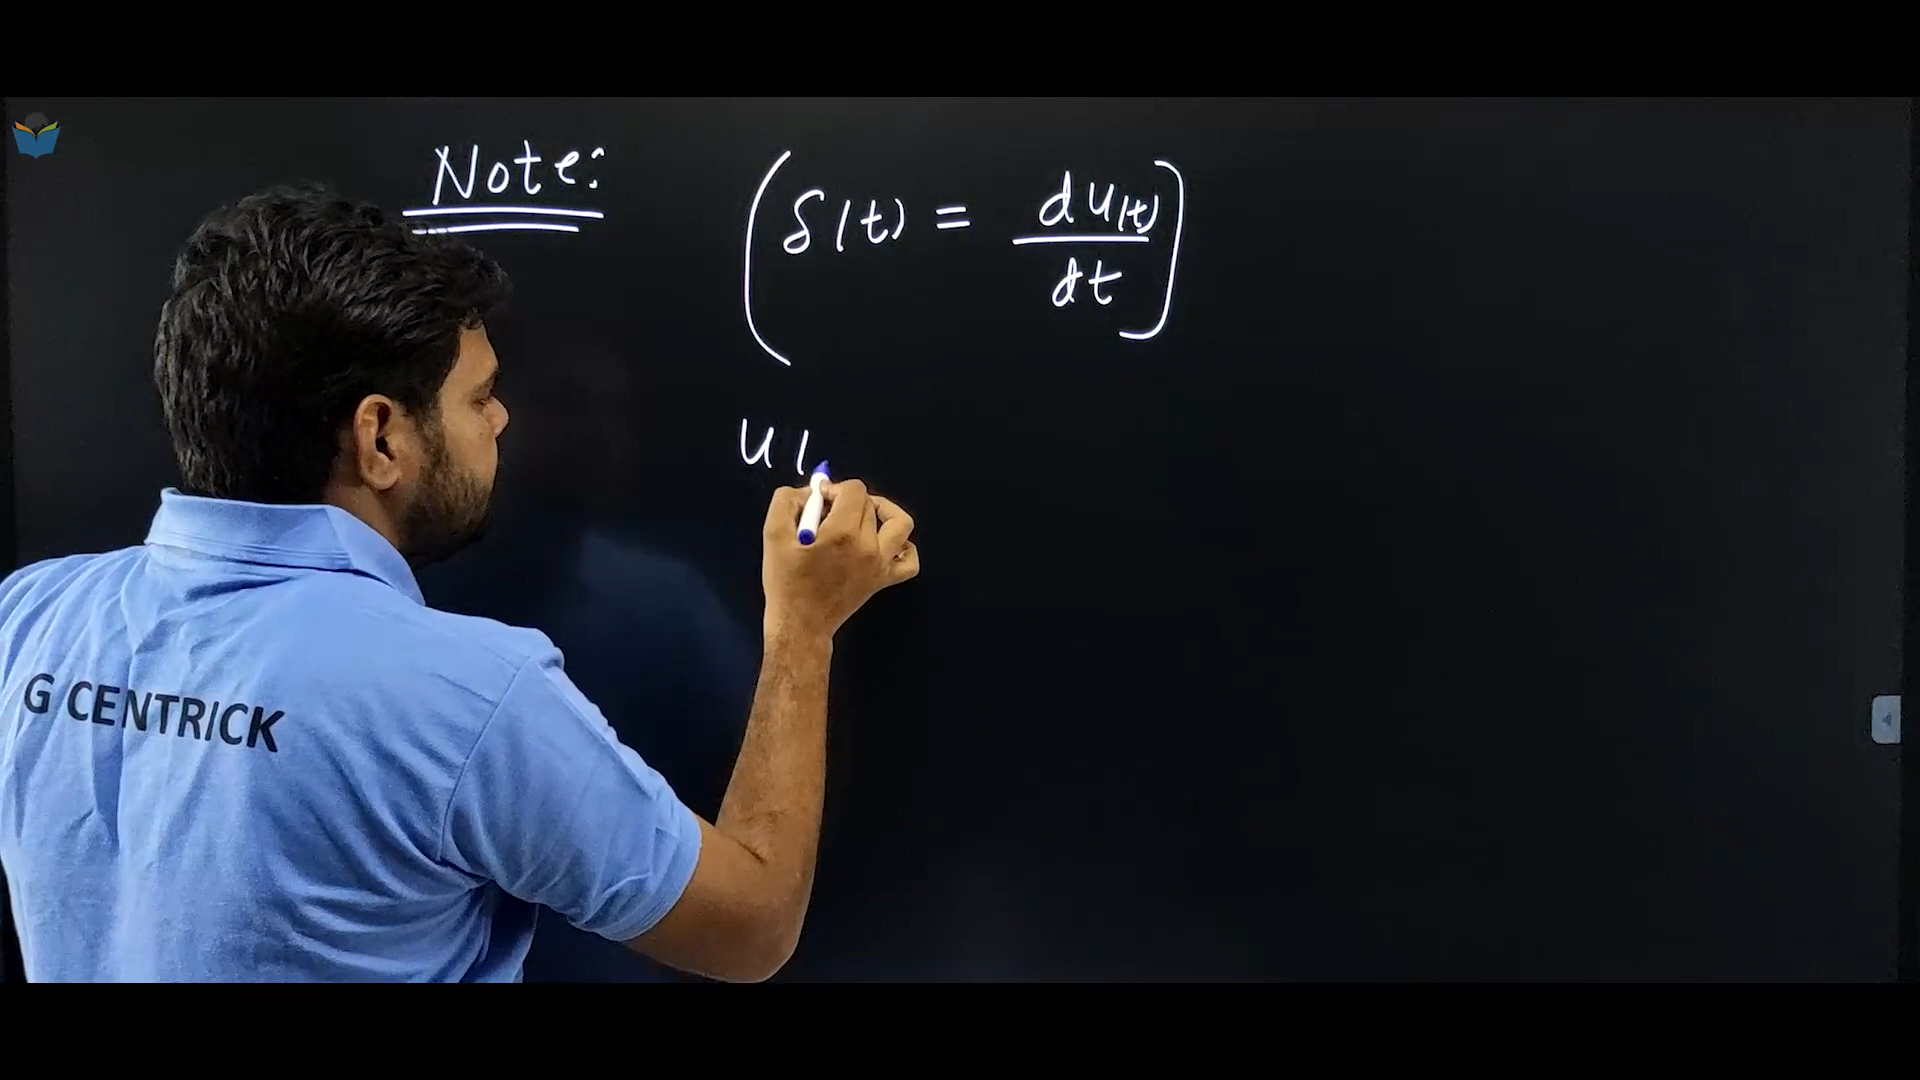 Note:
(δ(t) = du(t)/dt]
u(
G CENTRICK